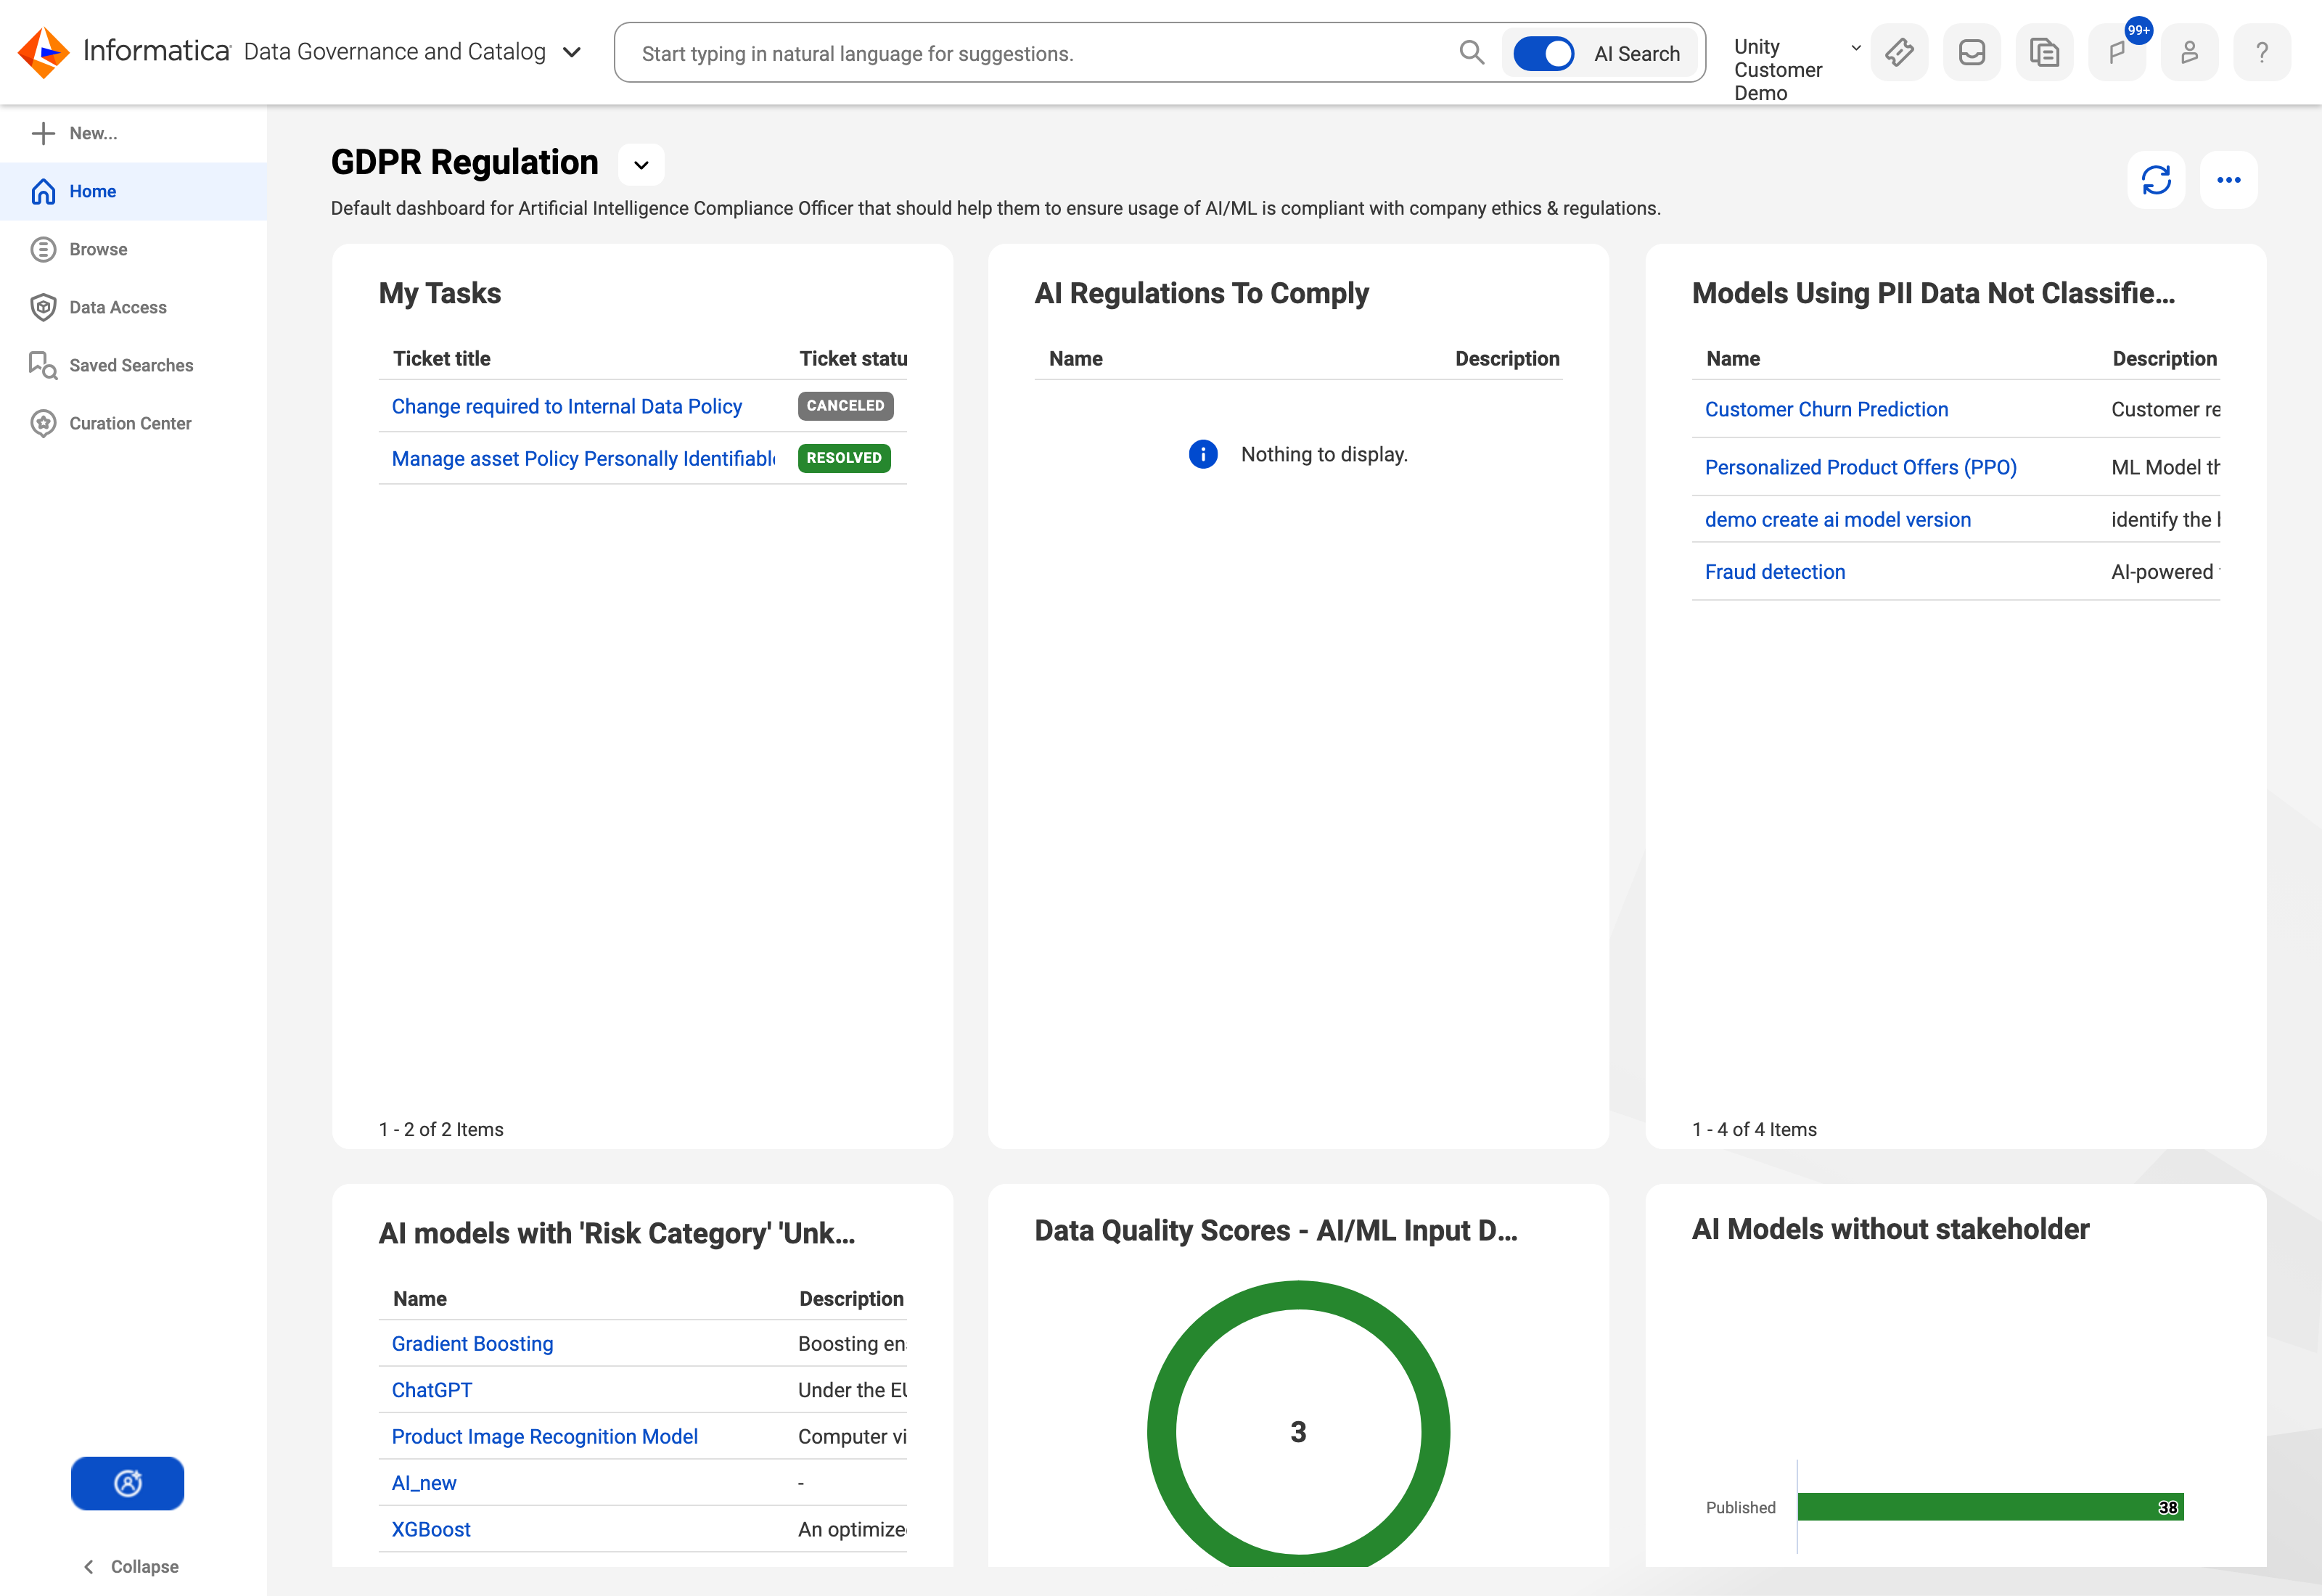 Informatica Data Governance and Catalog
Start typing in natural language for suggestions.
AI Search
Unity
Customer
Demo
99+
?
New...
Home
Browse
Data Access
Saved Searches
Curation Center
Collapse
GDPR Regulation
Default dashboard for Artificial Intelligence Compliance Officer that should help them to ensure usage of AI/ML is compliant with company ethics & regulations.
My Tasks
Ticket title Ticket statu
Change required to Internal Data Policy CANCELED
Manage asset Policy Personally Identifiable RESOLVED
1 - 2 of 2 Items
AI Regulations To Comply
Name Description
Nothing to display.
Models Using PII Data Not Classifie...
Name Description
Customer Churn Prediction Customer re
Personalized Product Offers (PPO) ML Model th
demo create ai model version identify the
Fraud detection AI-powered
1 - 4 of 4 Items
AI models with 'Risk Category' 'Unk...
Name Description
Gradient Boosting Boosting en
ChatGPT Under the EU
Product Image Recognition Model Computer vi
AI_new -
XGBoost An optimize
Data Quality Scores - AI/ML Input D...
3
AI Models without stakeholder
Published 38